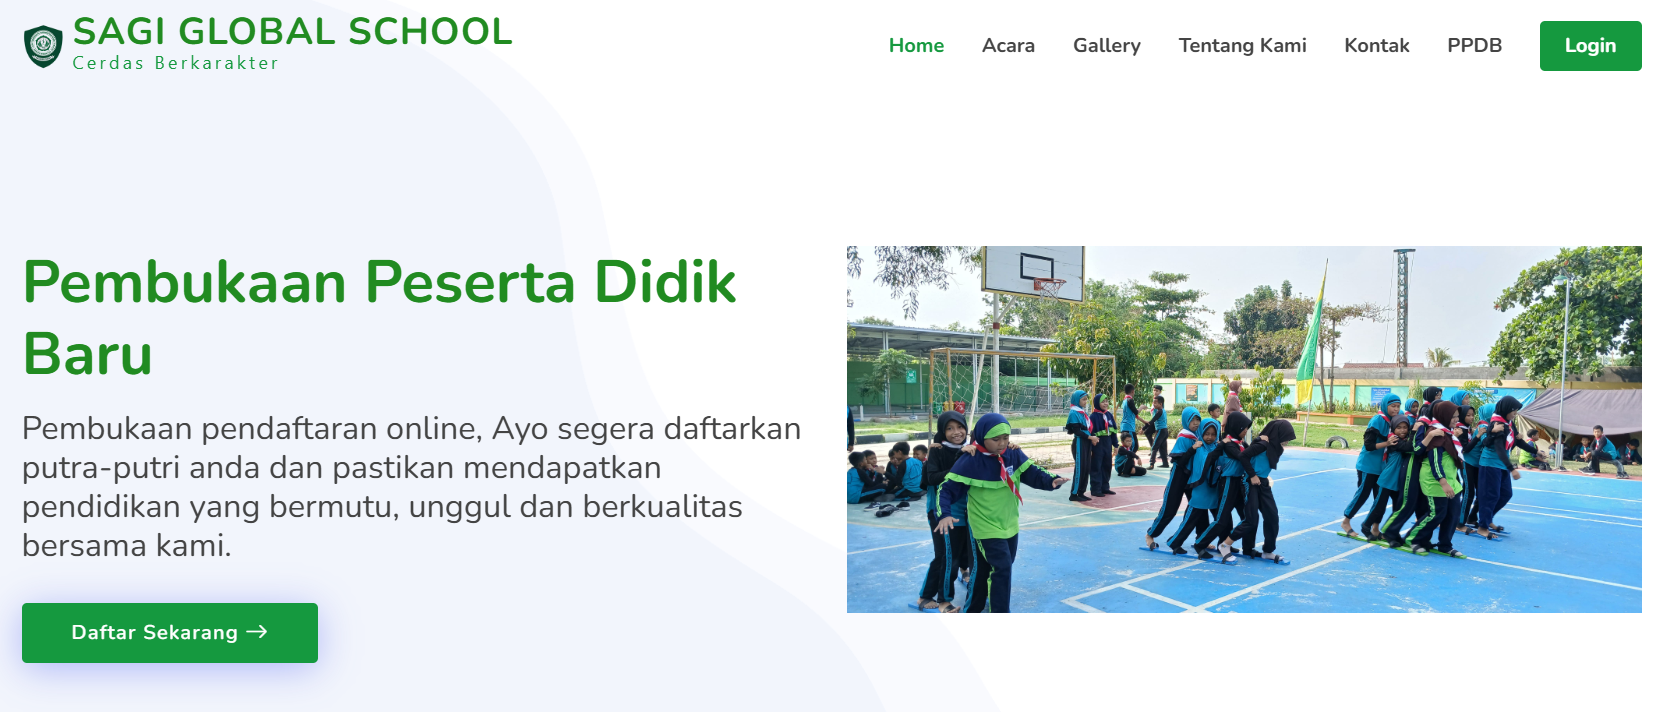 SAGI GLOBAL SCHOOL
Cerdas Berkarakter
Home
Acara
Gallery
Tentang Kami
Kontak
PPDB
Login
Pembukaan Peserta Didik
Baru
Pembukaan pendaftaran online, Ayo segera daftarkan
putra-putri anda dan pastikan mendapatkan
pendidikan yang bermutu, unggul dan berkualitas
bersama kami.
Daftar Sekarang →